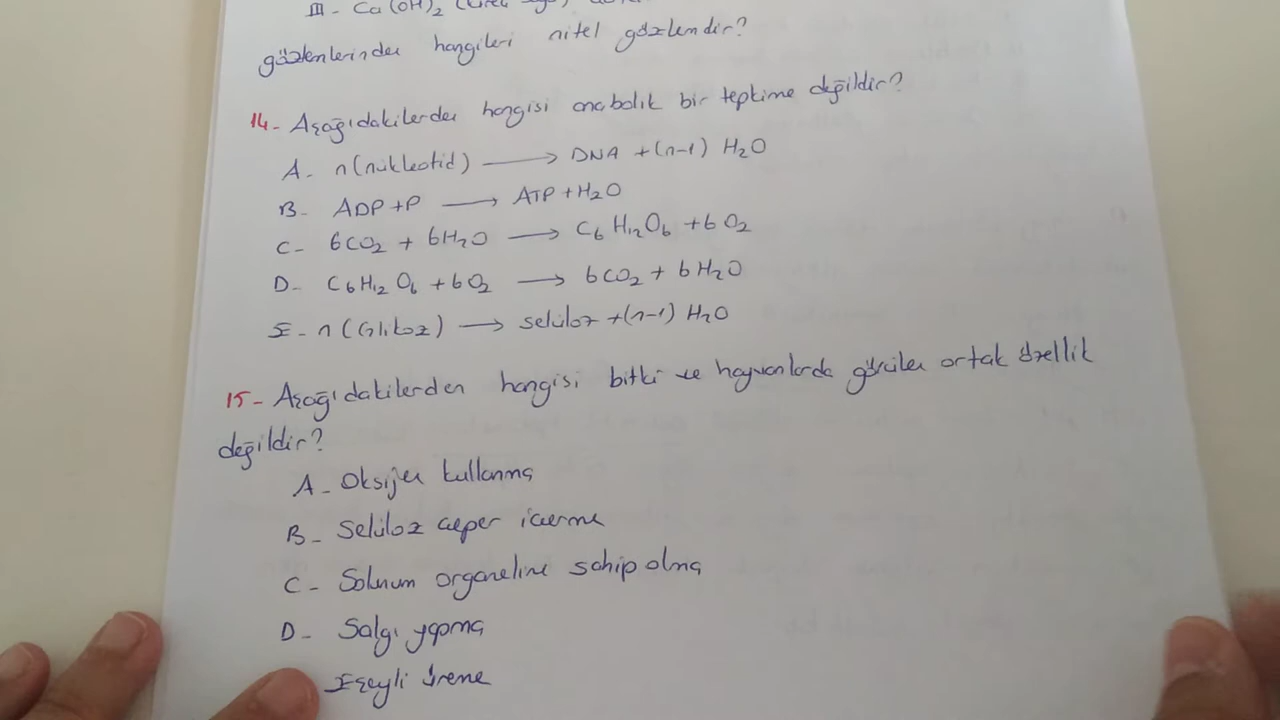 III - Ca(OH)2
gözlemlerinden hangileri nitel gözlemdir?
14- Aşağıdakilerden hangisi anabolik bir tepkime değildir?
A- n(nükleotid) → DNA +(n-1) H2O
B- ADP+P → ATP+H2O
C- 6CO2 + 6H2O → C6H12O6 +6O2
D- C6H12O6 +6O2 → 6CO2 + 6H2O
E- n(Glikoz) → selüloz +(n-1) H2O
15- Aşağıdakilerden hangisi bitki ve hayvanlarda görülen ortak özellik
değildir?
A- Oksijen kullanma
B- Selüloz çeper içerme
C- Solunum organeline sahip olma
D- Salgı yapma
Eşeyli üreme